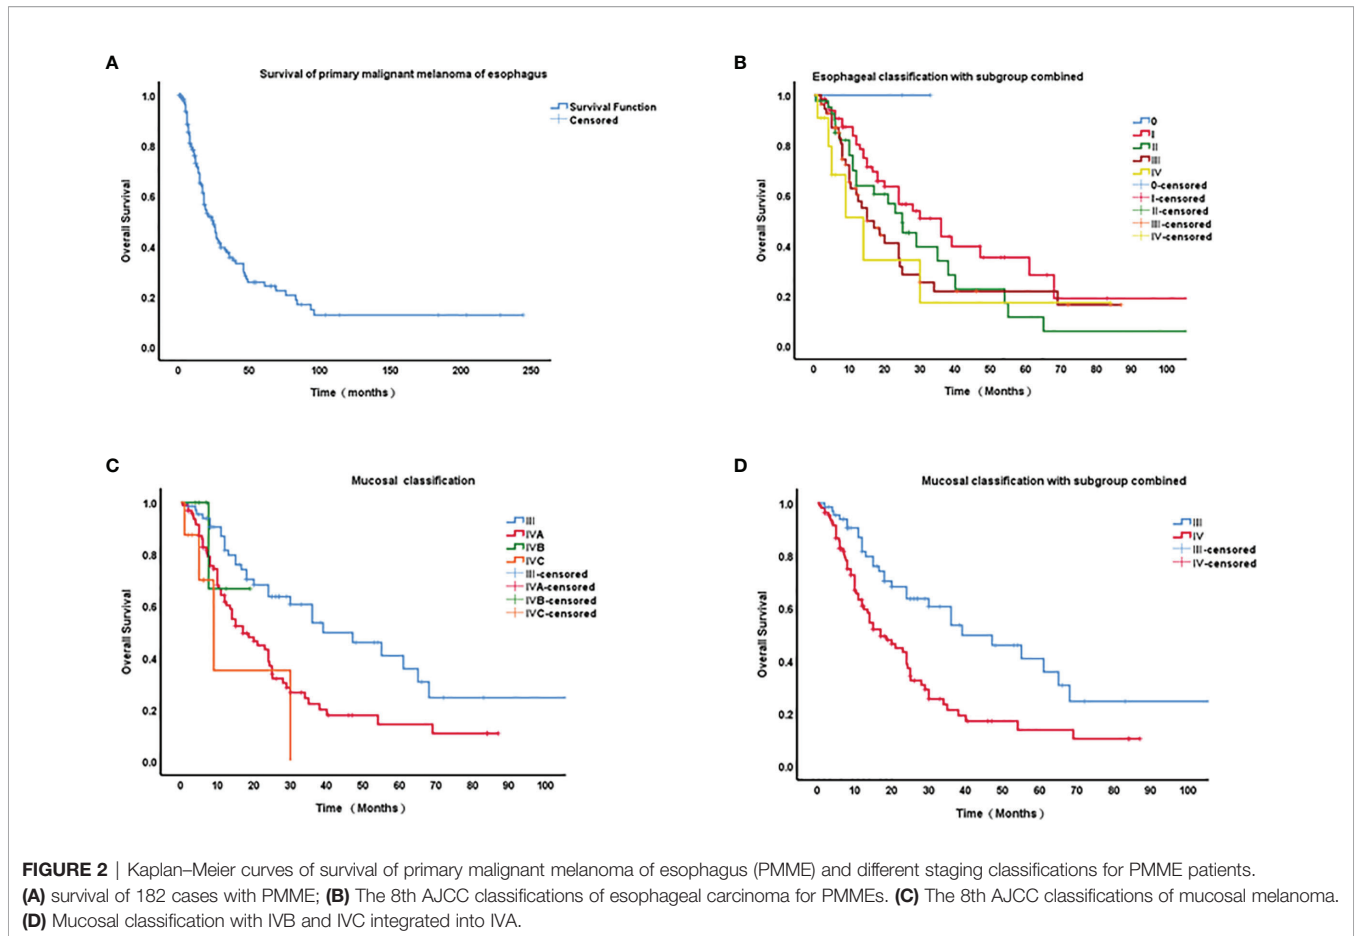 A
Survival of primary malignant melanoma of esophagus
1.0
0.8
0.6
0.4
0.2
0.0
Overall Survival
0 50 100 150 200 250
Time (months)
Survival Function
Censored
B
Esophageal classification with subgroup combined
1.0
0.8
0.6
0.4
0.2
0.0
Overall Survival
0 10 20 30 40 50 60 70 80 90 100
Time (Months)
0
I
II
III
IV
0-censored
I-censored
II-censored
III-censored
IV-censored
C
Mucosal classification
1.0
0.8
0.6
0.4
0.2
0.0
Overall Survival
0 10 20 30 40 50 60 70 80 90 100
Time (Months)
III
IVA
IVB
IVC
III-censored
IVA-censored
IVB-censored
IVC-censored
D
Mucosal classification with subgroup combined
1.0
0.8
0.6
0.4
0.2
0.0
Overall Survival
0 10 20 30 40 50 60 70 80 90 100
Time (Months)
III
IV
III-censored
IV-censored
FIGURE 2 | Kaplan–Meier curves of survival of primary malignant melanoma of esophagus (PMME) and different staging classifications for PMME patients.
(A) survival of 182 cases with PMME; (B) The 8th AJCC classifications of esophageal carcinoma for PMMEs. (C) The 8th AJCC classifications of mucosal melanoma.
(D) Mucosal classification with IVB and IVC integrated into IVA.